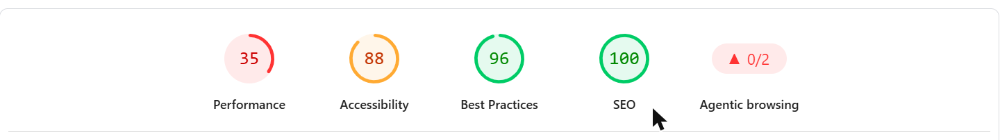 35 88 96 100 0/2
Performance Accessibility Best Practices SEO Agentic browsing